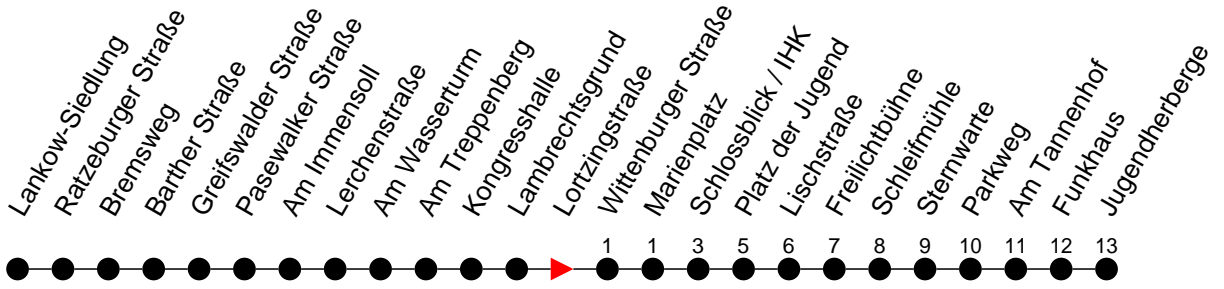 Lankow-Siedlung
Ratzeburger Straße
Bremsweg
Barther Straße
Greifswalder Straße
Pasewalker Straße
Am Immensoll
Lerchenstraße
Am Wasserturm
Am Treppenberg
Kongresshalle
Lambrechtsgrund
Lortzingstraße
Wittenburger Straße
Marienplatz
Schlossblick / IHK
Platz der Jugend
Lischstraße
Freilichtbühne
Schleifmühle
Sternwarte
Parkweg
Am Tannenhof
Funkhaus
Jugendherberge
1 1 3 5 6 7 8 9 10 11 12 13